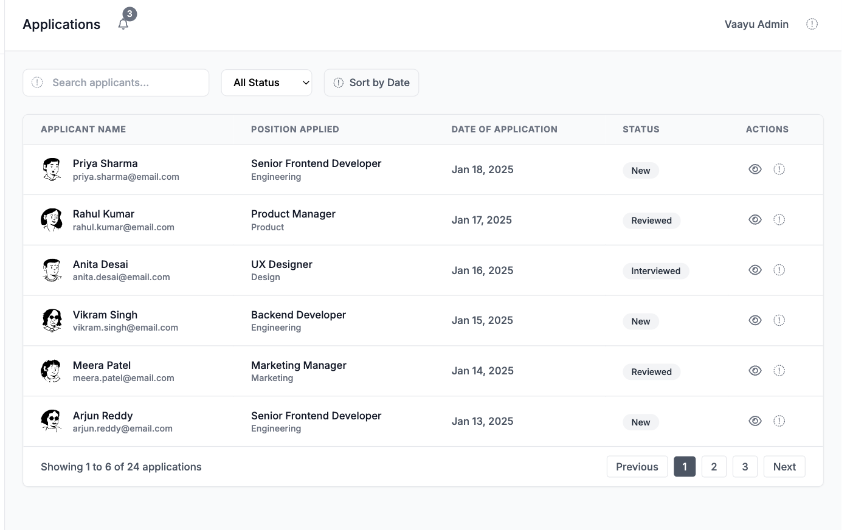 Applications
3
Vaayu Admin
Search applicants...
All Status
Sort by Date
APPLICANT NAME POSITION APPLIED DATE OF APPLICATION STATUS ACTIONS
Priya Sharma Senior Frontend Developer Jan 18, 2025 New
priya.sharma@email.com Engineering
Rahul Kumar Product Manager Jan 17, 2025 Reviewed
rahul.kumar@email.com Product
Anita Desai UX Designer Jan 16, 2025 Interviewed
anita.desai@email.com Design
Vikram Singh Backend Developer Jan 15, 2025 New
vikram.singh@email.com Engineering
Meera Patel Marketing Manager Jan 14, 2025 Reviewed
meera.patel@email.com Marketing
Arjun Reddy Senior Frontend Developer Jan 13, 2025 New
arjun.reddy@email.com Engineering
Showing 1 to 6 of 24 applications Previous 1 2 3 Next